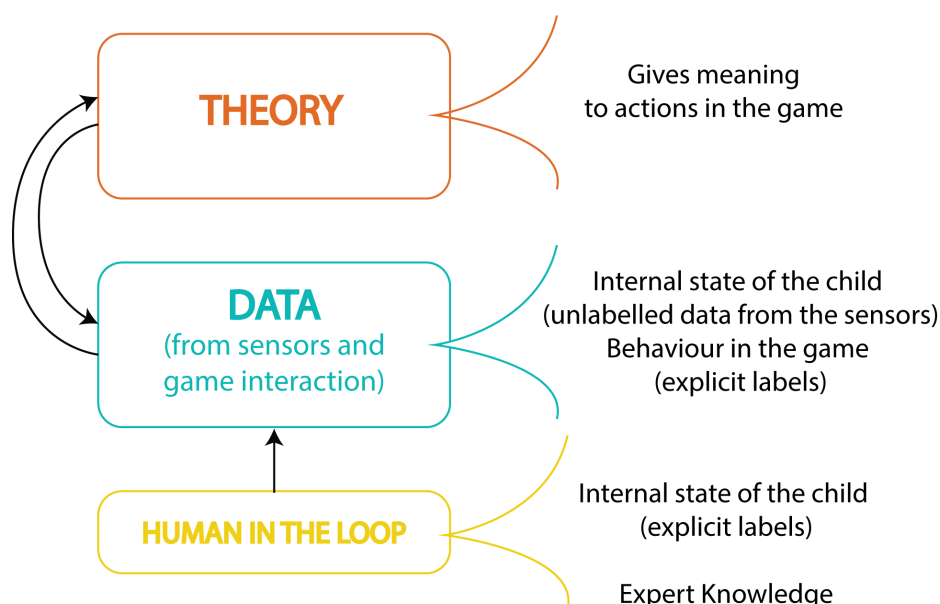 THEORY
Gives meaning
to actions in the game
DATA
(from sensors and
game interaction)
Internal state of the child
(unlabelled data from the sensors)
Behaviour in the game
(explicit labels)
HUMAN IN THE LOOP
Internal state of the child
(explicit labels)
Expert Knowledge